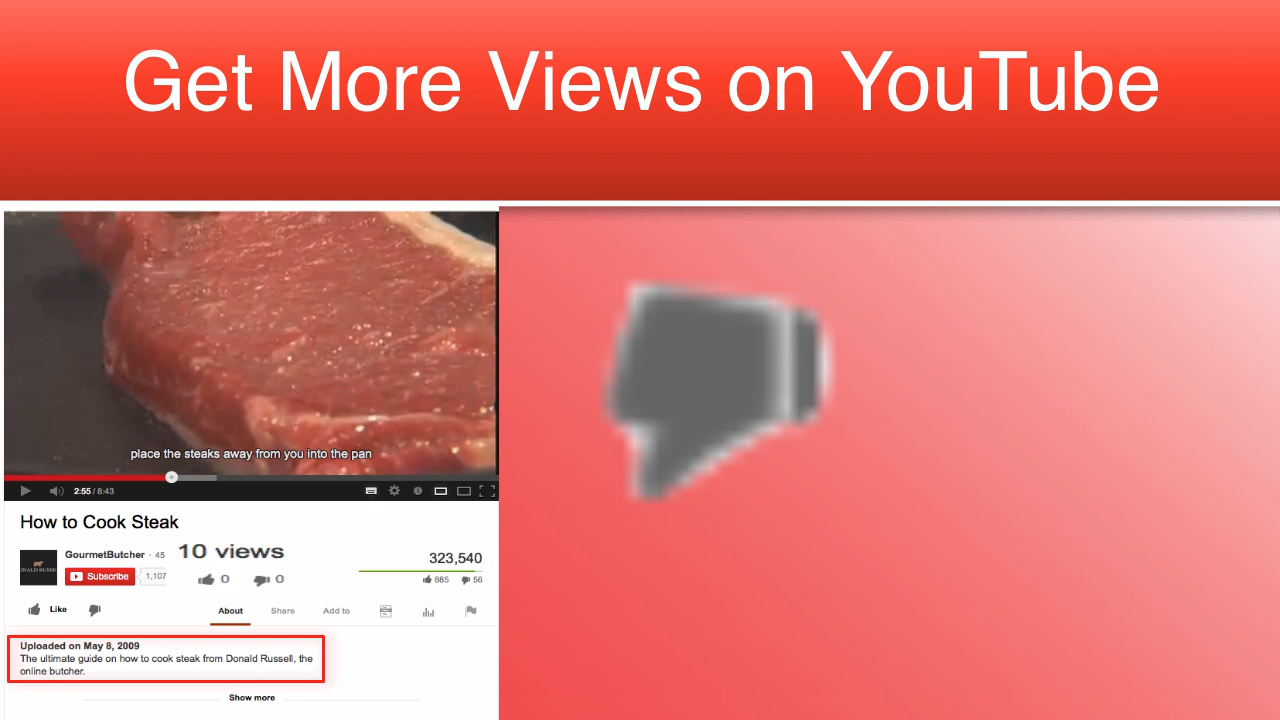 Get More Views on YouTube
place the steaks away from you into the pan
2:55 / 8:43
How to Cook Steak
GourmetButcher · 45
10 views
323,540
Subscribe
1,107
0
0
885
56
Like
About
Share
Add to
Uploaded on May 8, 2009
The ultimate guide on how to cook steak from Donald Russell, the
online butcher.
Show more